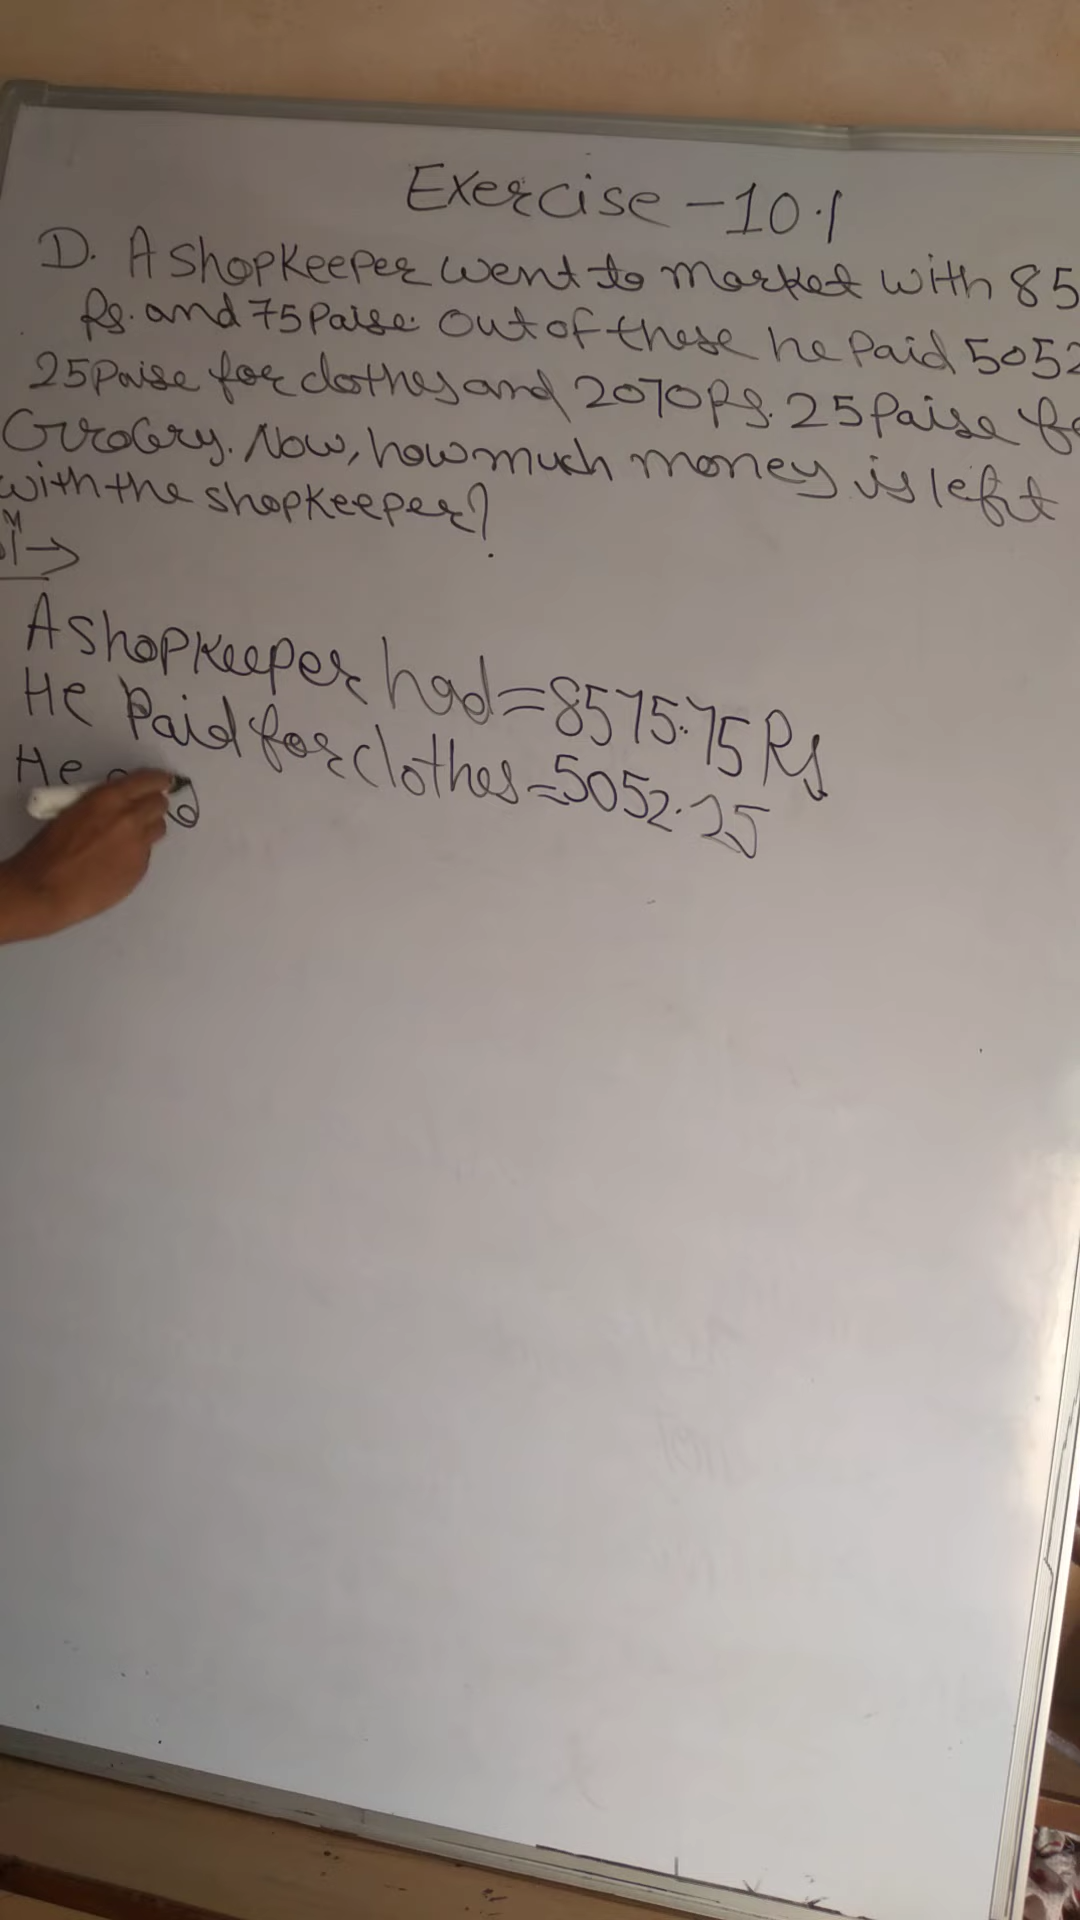 Exercise - 10.1
D. A shopkeeper went to market with 85
Rs. and 75 Paise. Out of these he Paid 5052
25 Paise for clothes and 2070 Rs. 25 Paise fo
Grocery. Now, how much money is left
with the shopkeeper?
A shopkeeper had = 8575.75 Rs
He Paid for clothes = 5052.25
He